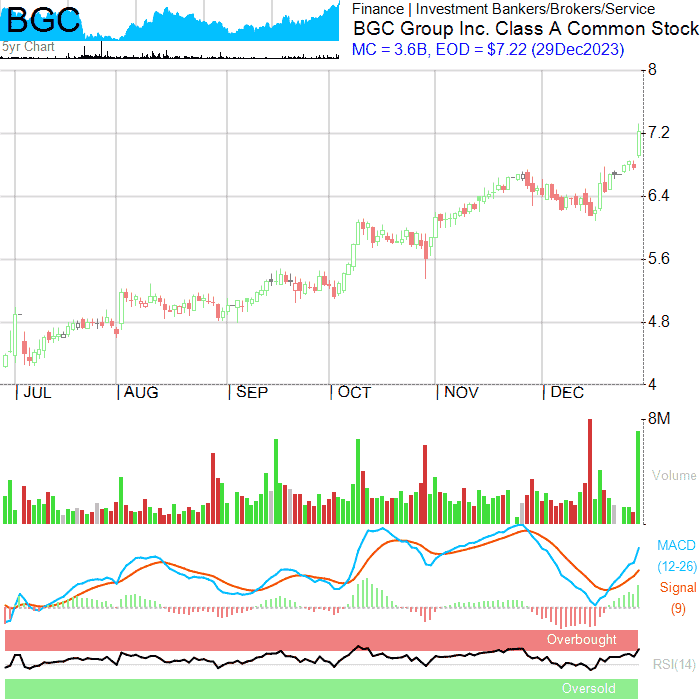 BGC
5yr Chart
Finance | Investment Bankers/Brokers/Service
BGC Group Inc. Class A Common Stock
MC = 3.6B, EOD = $7.22 (29Dec2023)
8
7.2
6.4
5.6
4.8
4
JUL AUG SEP OCT NOV DEC
8M
Volume
MACD
(12-26)
Signal
(9)
Overbought
RSI(14)
Oversold